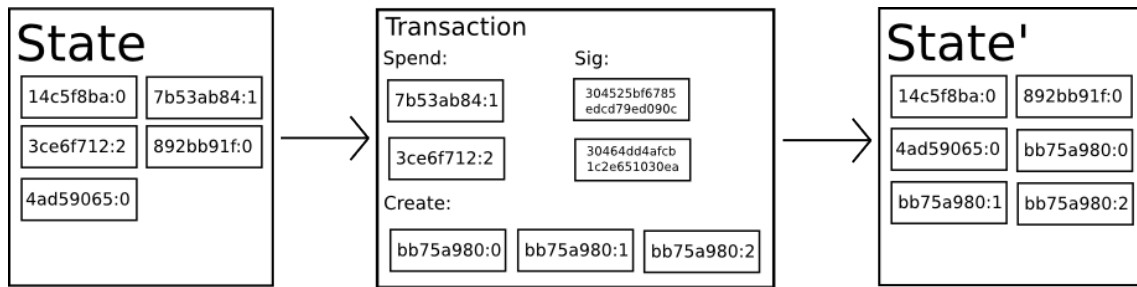 State
14c5f8ba:0 7b53ab84:1
3ce6f712:2 892bb91f:0
4ad59065:0
Transaction
Spend: Sig:
7b53ab84:1
304525bf6785
edcd79ed090c
3ce6f712:2
30464dd4afcb
1c2e651030ea
Create:
bb75a980:0 bb75a980:1 bb75a980:2
State'
14c5f8ba:0 892bb91f:0
4ad59065:0 bb75a980:0
bb75a980:1 bb75a980:2